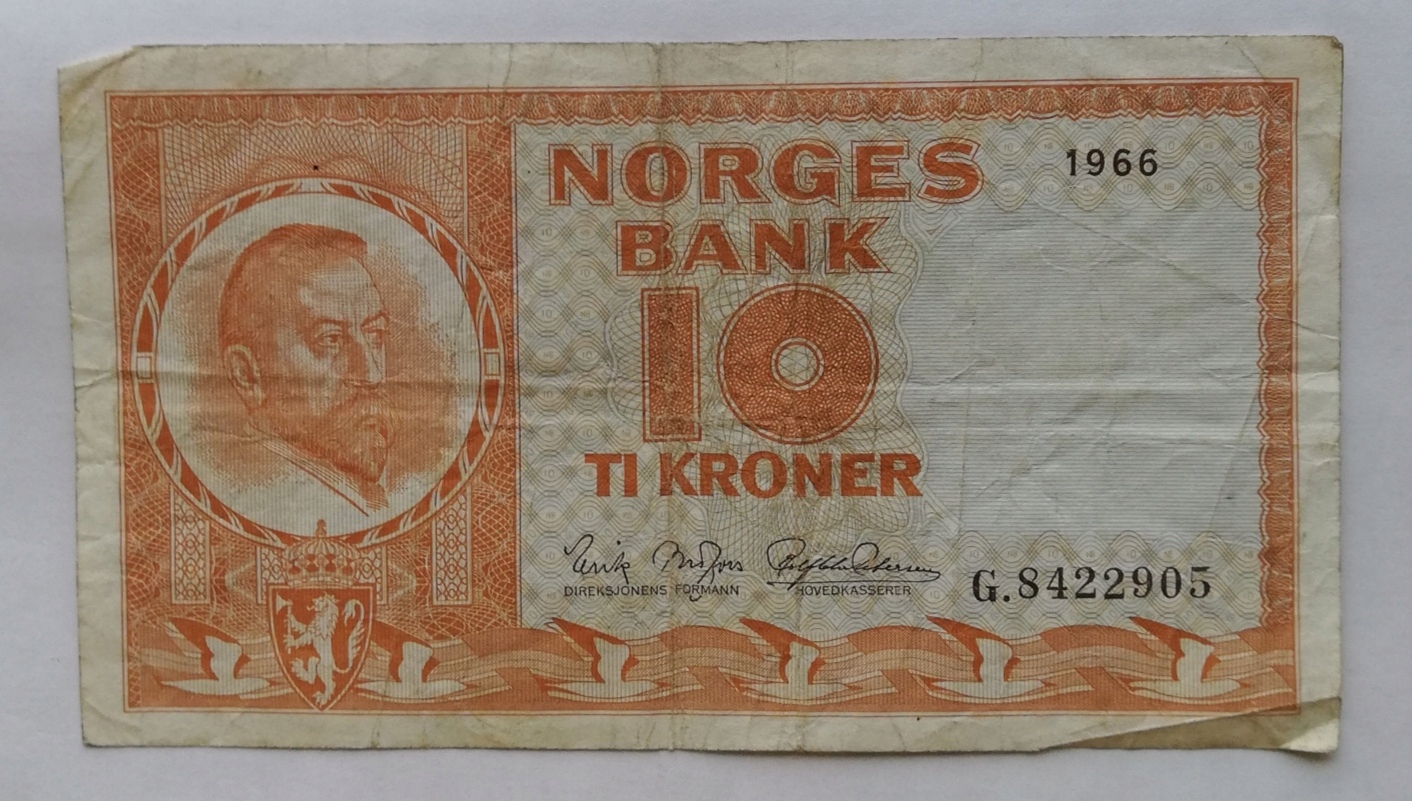 NORGES
1966
BANK
10
TI KRONER
DIREKSJONENS FORMANN
HOVEDKASSERER
G.8422905